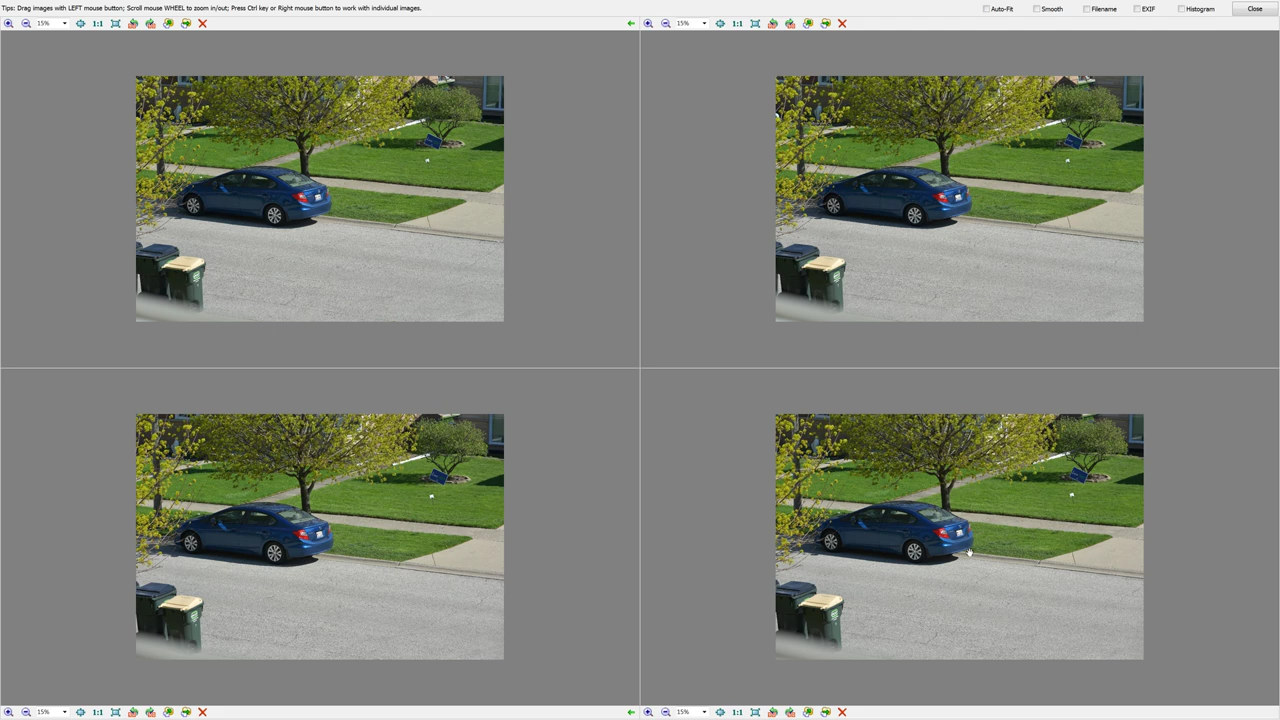 Tips: Drag images with LEFT mouse button; Scroll mouse WHEEL to zoom in/out; Press Ctrl key or Right mouse button to work with individual images.
Auto-Fit Smooth Filename EXIF Histogram Close
15% 1:1 15% 1:1
15% 1:1 15% 1:1